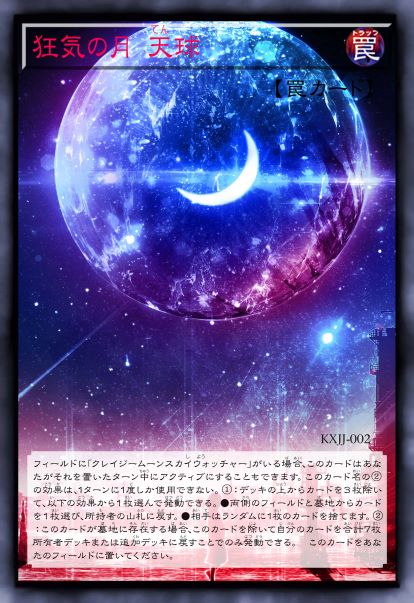 狂気の月 天球
てん
トラップ
罠
【罠カード】
KXJJ-002
フィールドに「クレイジームーンスカイウォッチャー」がいる場合、このカードはあな
たがそれを置いたターン中にアクティブにすることもできます。このカード名の②
の効果は、1ターンに1度しか使用できない。①:デッキの上からカードを3枚除い
て、以下の効果から1枚選んで発動できる。●両側のフィールドと墓地からカード
を1枚選び、所持者の山札に戻す。●相手はランダムに1枚のカードを捨てます。②
:このカードが墓地に存在する場合、このカードを除いて自分のカードを合計7枚
所有者デッキまたは追加デッキに戻すことでのみ発動できる。 このカードをあな
たのフィールドに置いてください。